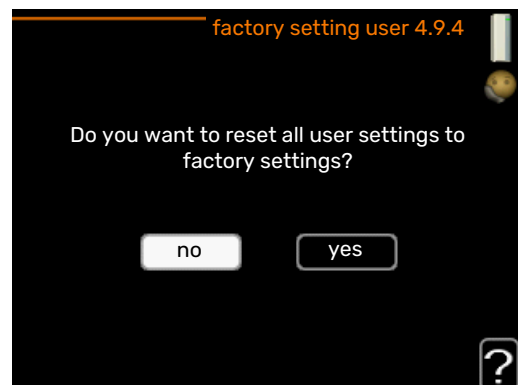 factory setting user 4.9.4
Do you want to reset all user settings to
factory settings?
no
yes
?